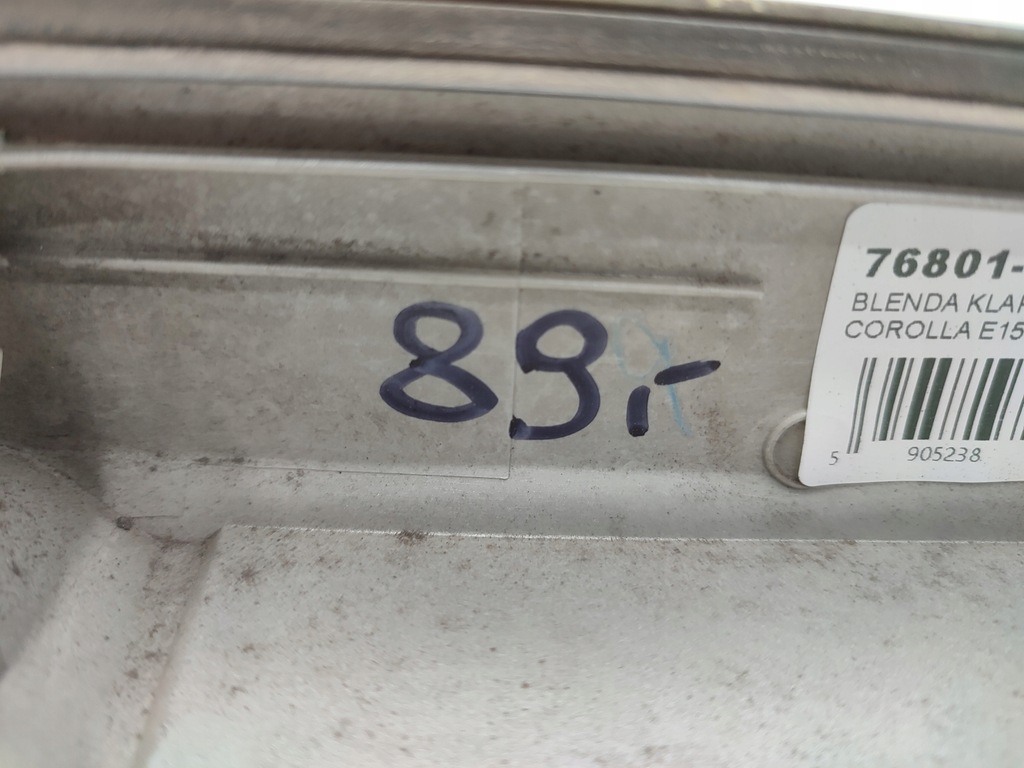 89,-
76801-
BLENDA KLAP
COROLLA E15
5 905238